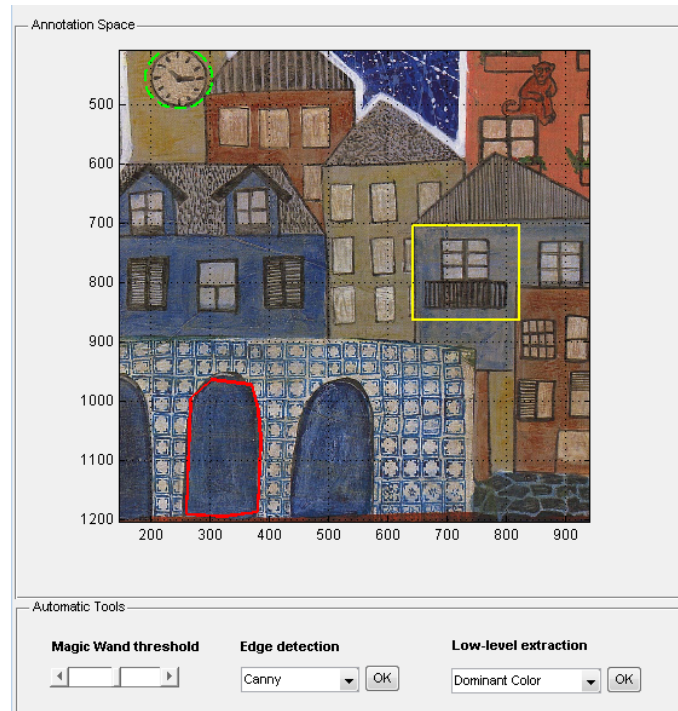 Annotation Space
500
600
700
800
900
1000
1100
1200
200 300 400 500 600 700 800 900
Automatic Tools
Magic Wand threshold Edge detection Low-level extraction
Canny OK Dominant Color OK